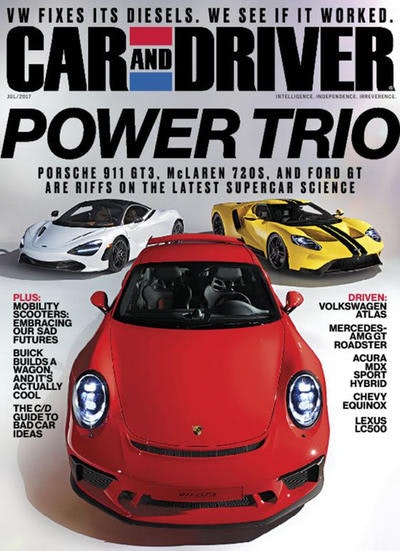 VW FIXES ITS DIESELS. WE SEE IF IT WORKED.
CAR AND DRIVER
JUL/2017
INTELLIGENCE. INDEPENDENCE. IRREVERENCE.
POWER TRIO
PORSCHE 911 GT3, McLAREN 720S, AND FORD GT
ARE RIFFS ON THE LATEST SUPERCAR SCIENCE
PLUS:
MOBILITY
SCOOTERS:
EMBRACING
OUR SAD
FUTURES
BUICK
BUILDS A
WAGON,
AND IT'S
ACTUALLY
COOL
THE C/D
GUIDE TO
BAD CAR
IDEAS
DRIVEN:
VOLKSWAGEN
ATLAS
MERCEDES-
AMG GT
ROADSTER
ACURA
MDX
SPORT
HYBRID
CHEVY
EQUINOX
LEXUS
LC500
911 GT3